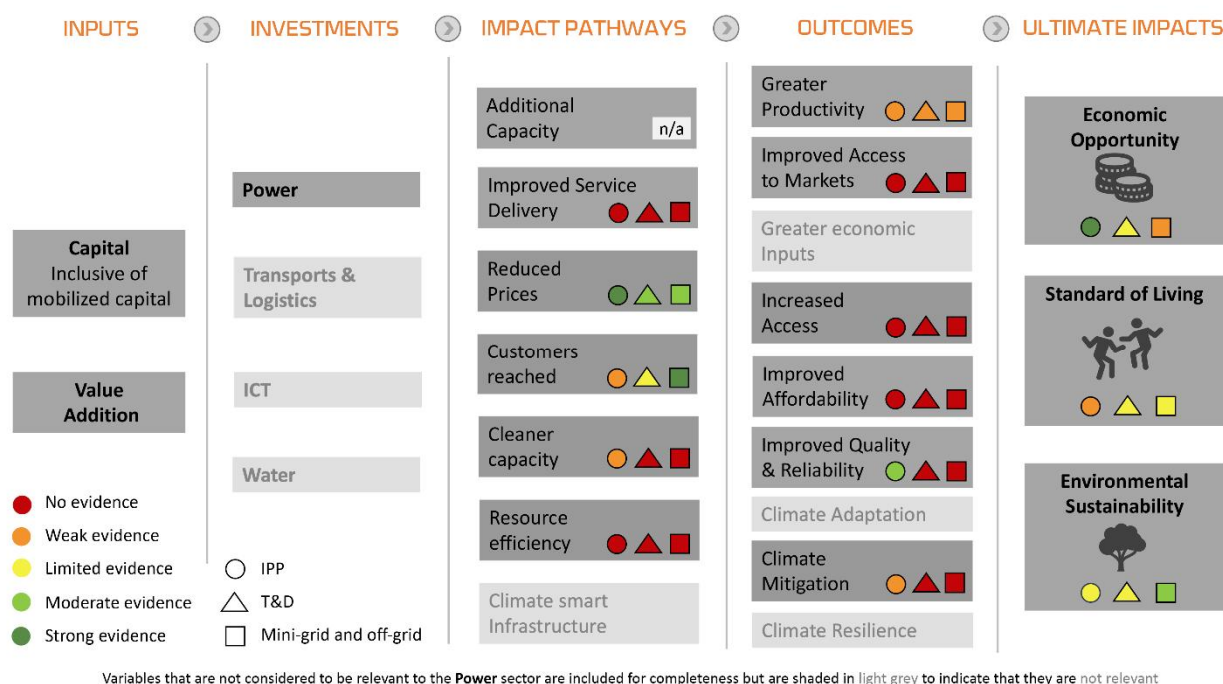 INPUTS
INVESTMENTS
IMPACT PATHWAYS
OUTCOMES
ULTIMATE IMPACTS
Capital
Inclusive of
mobilized capital
Value
Addition
Power
Transports &
Logistics
ICT
Water
Additional
Capacity
n/a
Improved Service
Delivery
Reduced
Prices
Customers
reached
Cleaner
capacity
Resource
efficiency
Climate smart
Infrastructure
Greater
Productivity
Improved Access
to Markets
Greater economic
Inputs
Increased
Access
Improved
Affordability
Improved Quality
& Reliability
Climate Adaptation
Climate
Mitigation
Climate Resilience
Economic
Opportunity
Standard of Living
Environmental
Sustainability
No evidence
Weak evidence
Limited evidence
Moderate evidence
Strong evidence
IPP
T&D
Mini-grid and off-grid
Variables that are not considered to be relevant to the Power sector are included for completeness but are shaded in light grey to indicate that they are not relevant